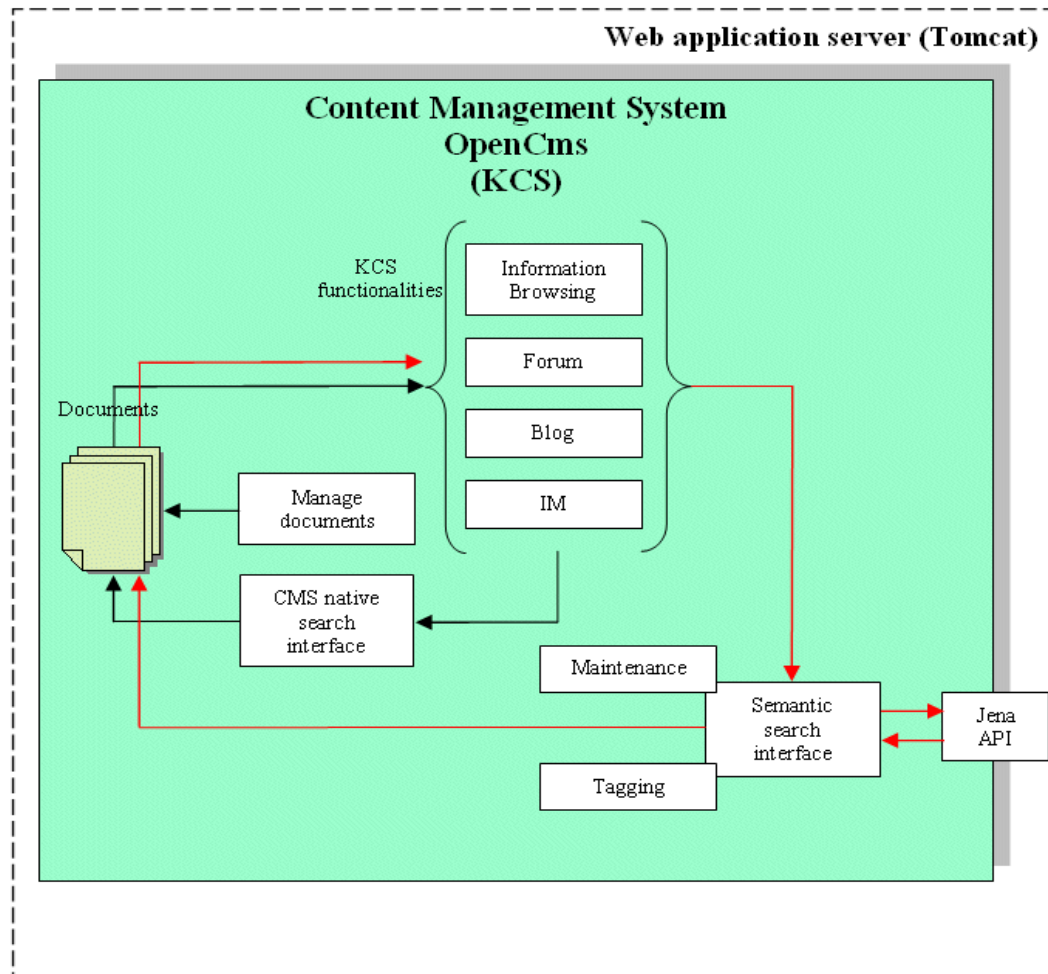 Web application server (Tomcat)
Content Management System
OpenCms
(KCS)
KCS
functionalities
Information
Browsing
Forum
Blog
IM
Documents
Manage
documents
CMS native
search
interface
Maintenance
Semantic
search
interface
Jena
API
Tagging